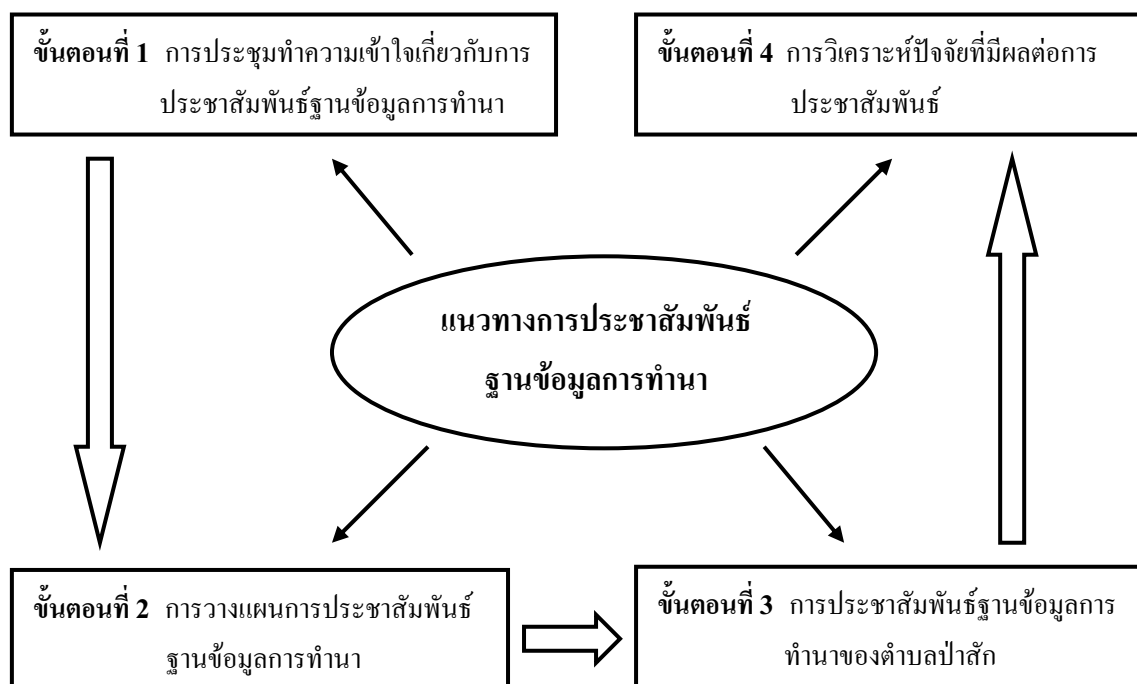 ขั้นตอนที่ 1 การประชุมทำความเข้าใจเกี่ยวกับการ
ประชาสัมพันธ์ฐานข้อมูลการทำนา
ขั้นตอนที่ 4 การวิเคราะห์ปัจจัยที่มีผลต่อการ
ประชาสัมพันธ์
แนวทางการประชาสัมพันธ์
ฐานข้อมูลการทำนา
ขั้นตอนที่ 2 การวางแผนการประชาสัมพันธ์
ฐานข้อมูลการทำนา
ขั้นตอนที่ 3 การประชาสัมพันธ์ฐานข้อมูลการ
ทำนาของตำบลป่าสัก